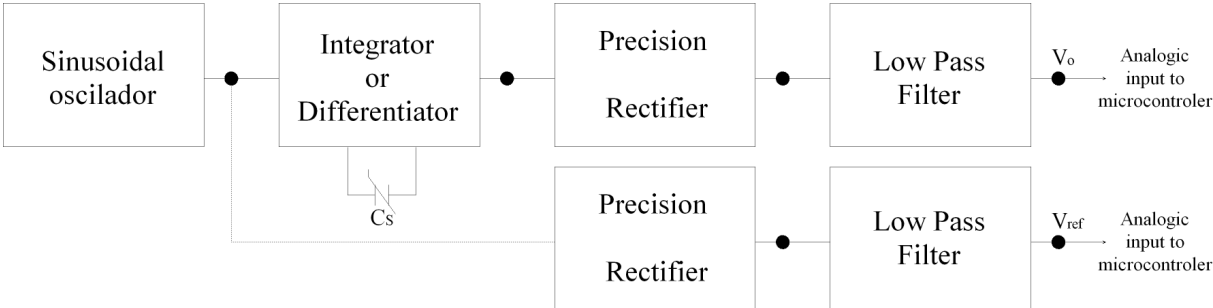 Sinusoidal
oscilador
Integrator
or
Differentiator
Cs
Precision
Rectifier
Low Pass
Filter
Vo
Analogic
input to
microcontroler
Precision
Rectifier
Low Pass
Filter
Vref
Analogic
input to
microcontroler